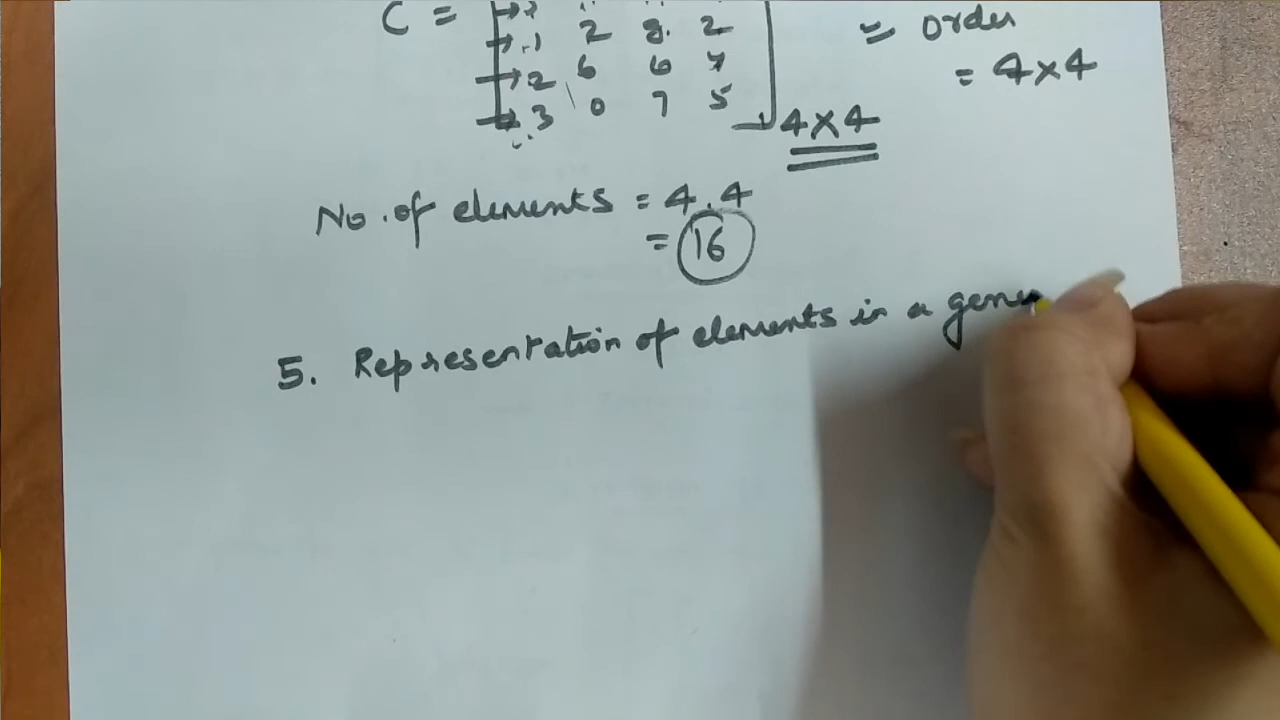 C =
1 2 8 2 = order
2 6 6 7 = 4×4
3 0 7 5 4×4
No. of elements = 4.4
= 16
5. Representation of elements in a gene